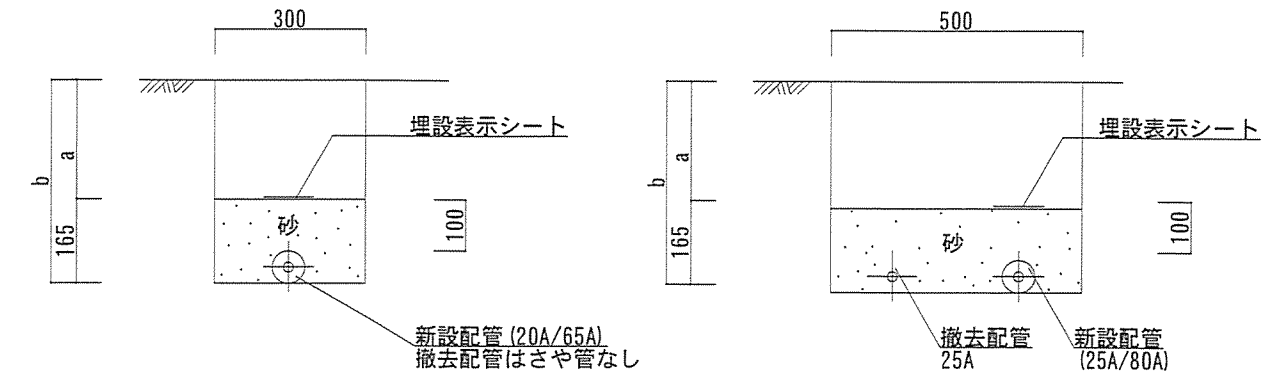 300
埋設表示シート
a
b
165
砂
100
新設配管 (20A/65A)
撤去配管はさや管なし
500
埋設表示シート
a
b
165
砂
100
撤去配管
25A
新設配管
(25A/80A)